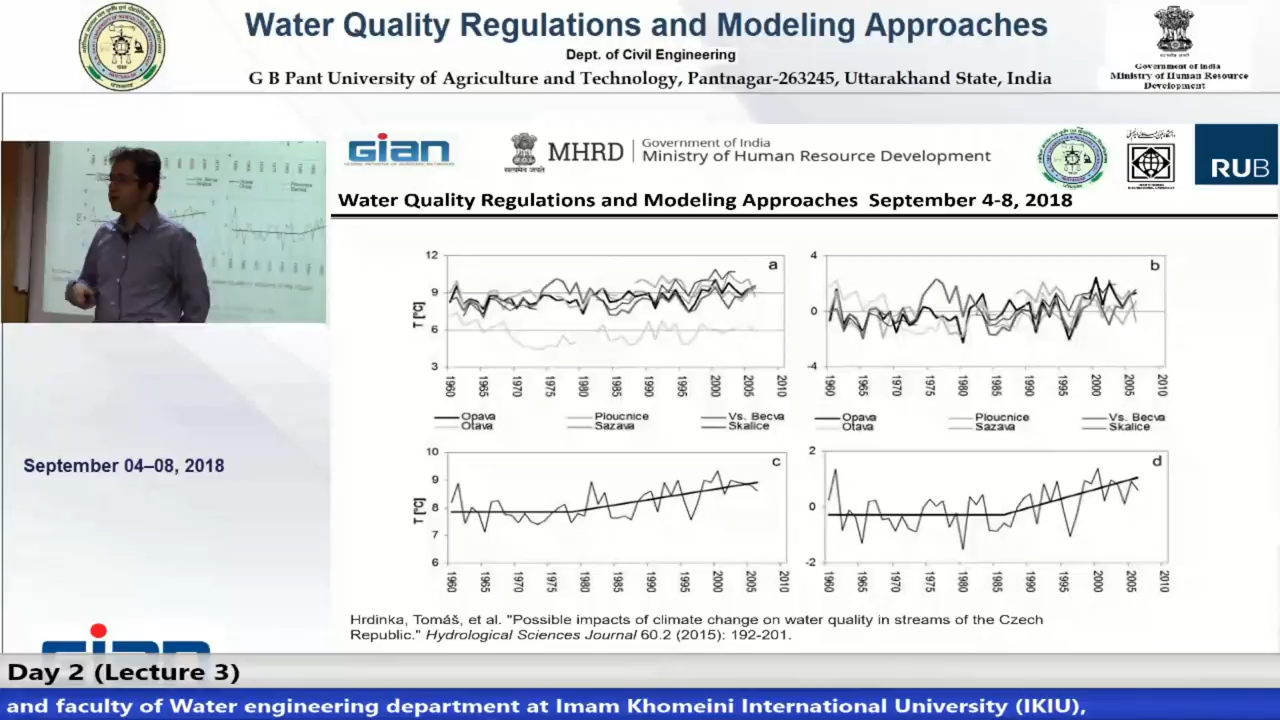 Water Quality Regulations and Modeling Approaches
Dept. of Civil Engineering
G B Pant University of Agriculture and Technology, Pantnagar-263245, Uttarakhand State, India
Government of India
Ministry of Human Resource
Development
GIAN
MHRD
Government of India
Ministry of Human Resource Development
सत्यमेव जयते
RUB
Water Quality Regulations and Modeling Approaches September 4-8, 2018
a
T [°C]
12
9
6
3
1960 1965 1970 1975 1980 1985 1990 1995 2000 2005 2010
Opava Ploucnice Vs. Becva
Otava Sazava Skalice
b
4
0
-4
1960 1965 1970 1975 1980 1985 1990 1995 2000 2005 2010
Opava Ploucnice Vs. Becva
Otava Sazava Skalice
c
T [°C]
10
9
8
7
6
1960 1965 1970 1975 1980 1985 1990 1995 2000 2005 2010
d
2
0
-2
1960 1965 1970 1975 1980 1985 1990 1995 2000 2005 2010
Hrdinka, Tomáš, et al. "Possible impacts of climate change on water quality in streams of the Czech
Republic." Hydrological Sciences Journal 60.2 (2015): 192-201.
September 04–08, 2018
GIAN
Day 2 (Lecture 3)
and faculty of Water engineering department at Imam Khomeini International University (IKIU),